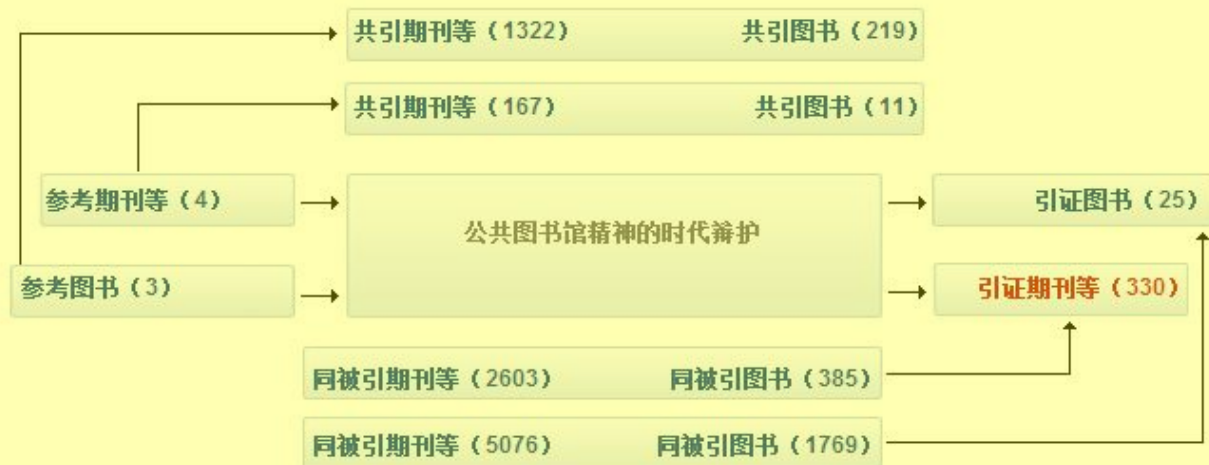 共引期刊等（1322） 共引图书（219）
共引期刊等（167） 共引图书（11）
参考期刊等（4）
引证图书（25）
公共图书馆精神的时代辩护
参考图书（3）
引证期刊等（330）
同被引期刊等（2603） 同被引图书（385）
同被引期刊等（5076） 同被引图书（1769）